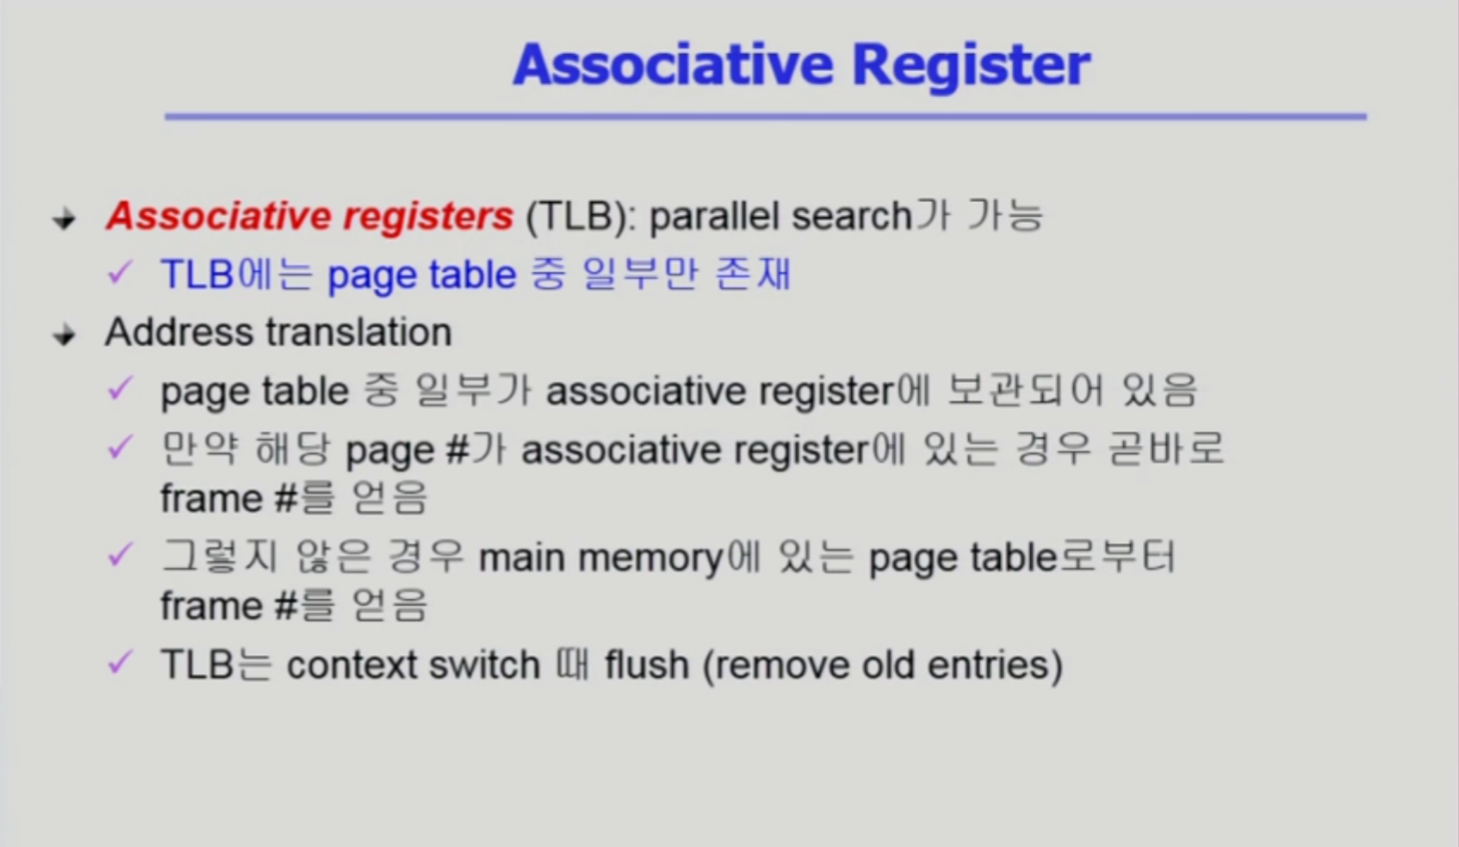 Associative Register
Associative registers (TLB): parallel search가 가능
TLB에는 page table 중 일부만 존재
Address translation
page table 중 일부가 associative register에 보관되어 있음
만약 해당 page #가 associative register에 있는 경우 곧바로
frame #를 얻음
그렇지 않은 경우 main memory에 있는 page table로부터
frame #를 얻음
TLB는 context switch 때 flush (remove old entries)